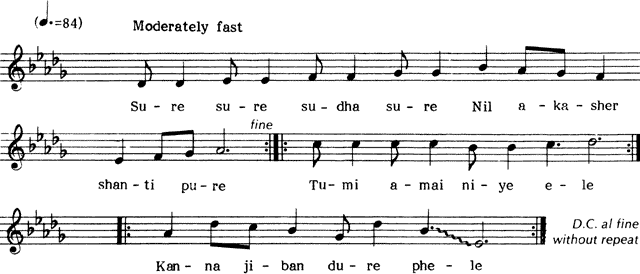 (♩.=84) Moderately fast
Su-re su-re su-dha su-re Nil a-ka-sher
fine
shan-ti pu-re Tu-mi a-mai ni-ye e-le
D.C. al fine
without repeat
Kan-na ji-ban du-re phe-le